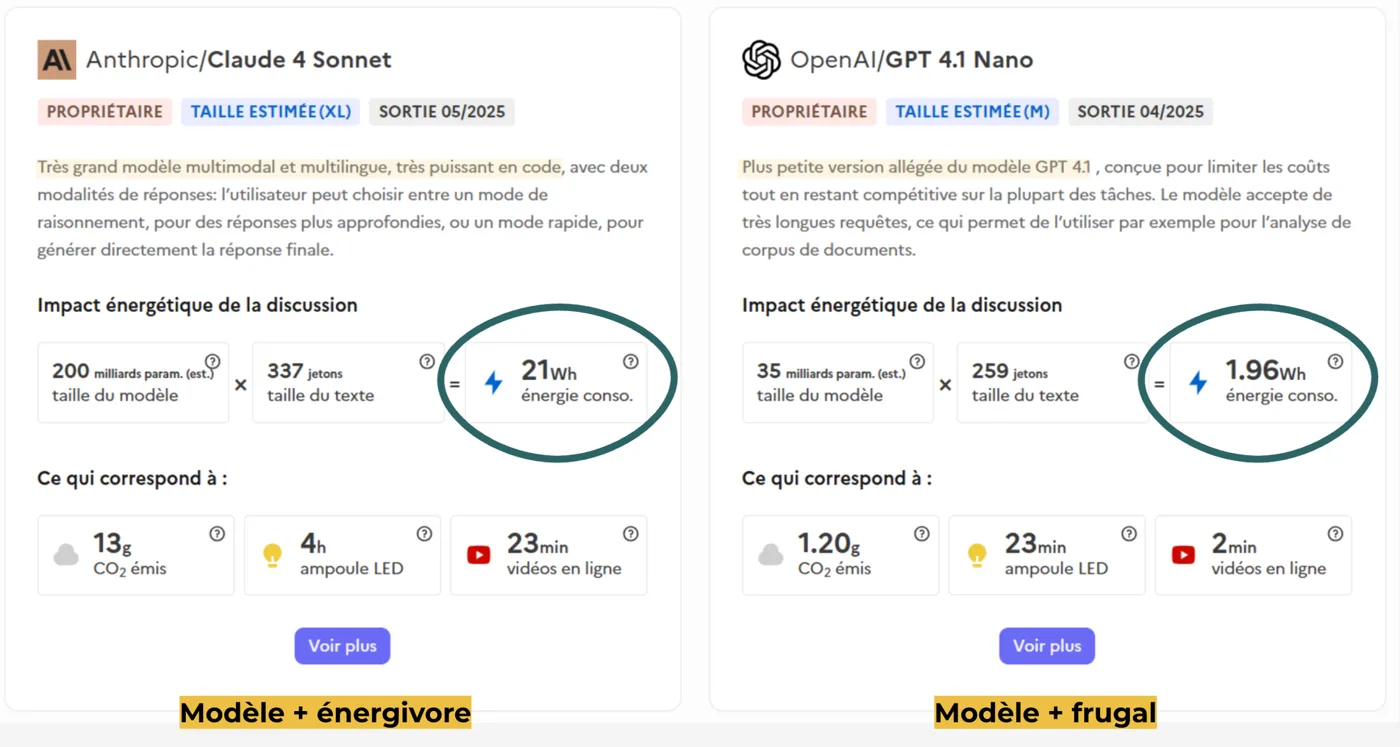 Anthropic/Claude 4 Sonnet
PROPRIÉTAIRE TAILLE ESTIMÉE (XL) SORTIE 05/2025
Très grand modèle multimodal et multilingue, très puissant en code, avec deux
modalités de réponses: l’utilisateur peut choisir entre un mode de
raisonnement, pour des réponses plus approfondies, ou un mode rapide, pour
générer directement la réponse finale.
Impact énergétique de la discussion
200 milliards param. (est.) ?
taille du modèle
×
337 jetons ?
taille du texte
=
21Wh ?
énergie conso.
Ce qui correspond à :
13g ?
CO₂ émis
4h ?
ampoule LED
23min ?
vidéos en ligne
Voir plus
Modèle + énergivore
OpenAI/GPT 4.1 Nano
PROPRIÉTAIRE TAILLE ESTIMÉE (M) SORTIE 04/2025
Plus petite version allégée du modèle GPT 4.1 , conçue pour limiter les coûts
tout en restant compétitive sur la plupart des tâches. Le modèle accepte de
très longues requêtes, ce qui permet de l’utiliser par exemple pour l’analyse de
corpus de documents.
Impact énergétique de la discussion
35 milliards param. (est.) ?
taille du modèle
×
259 jetons ?
taille du texte
=
1.96Wh ?
énergie conso.
Ce qui correspond à :
1.20g ?
CO₂ émis
23min ?
ampoule LED
2min ?
vidéos en ligne
Voir plus
Modèle + frugal